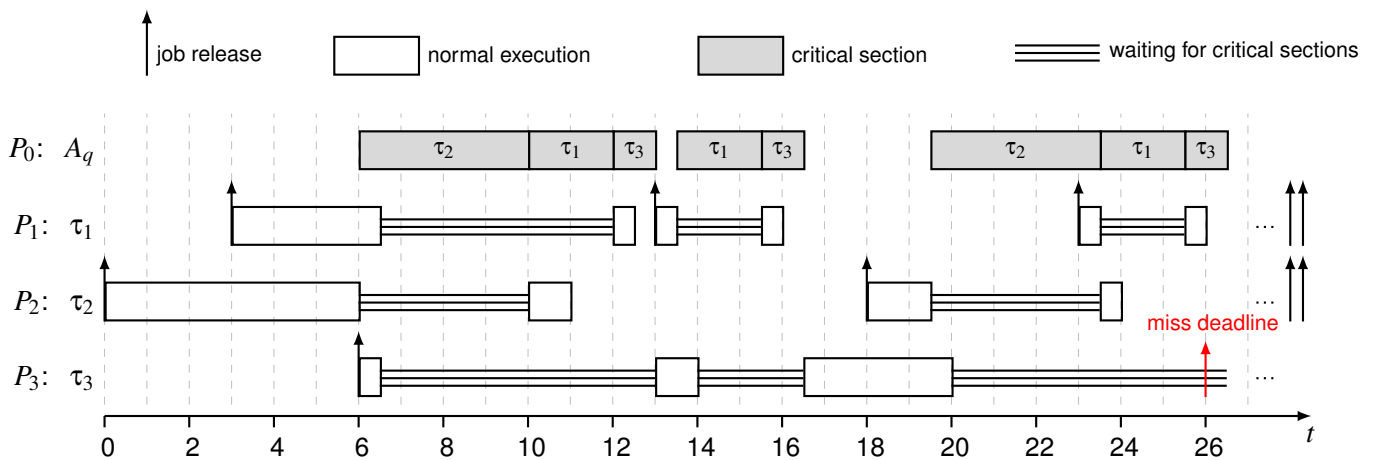 job release normal execution critical section waiting for critical sections
P₀: A_q τ₂ τ₁ τ₃ τ₁ τ₃ τ₂ τ₁ τ₃
P₁: τ₁ ...
P₂: τ₂ ...
miss deadline
P₃: τ₃ ...
0 2 4 6 8 10 12 14 16 18 20 22 24 26 t